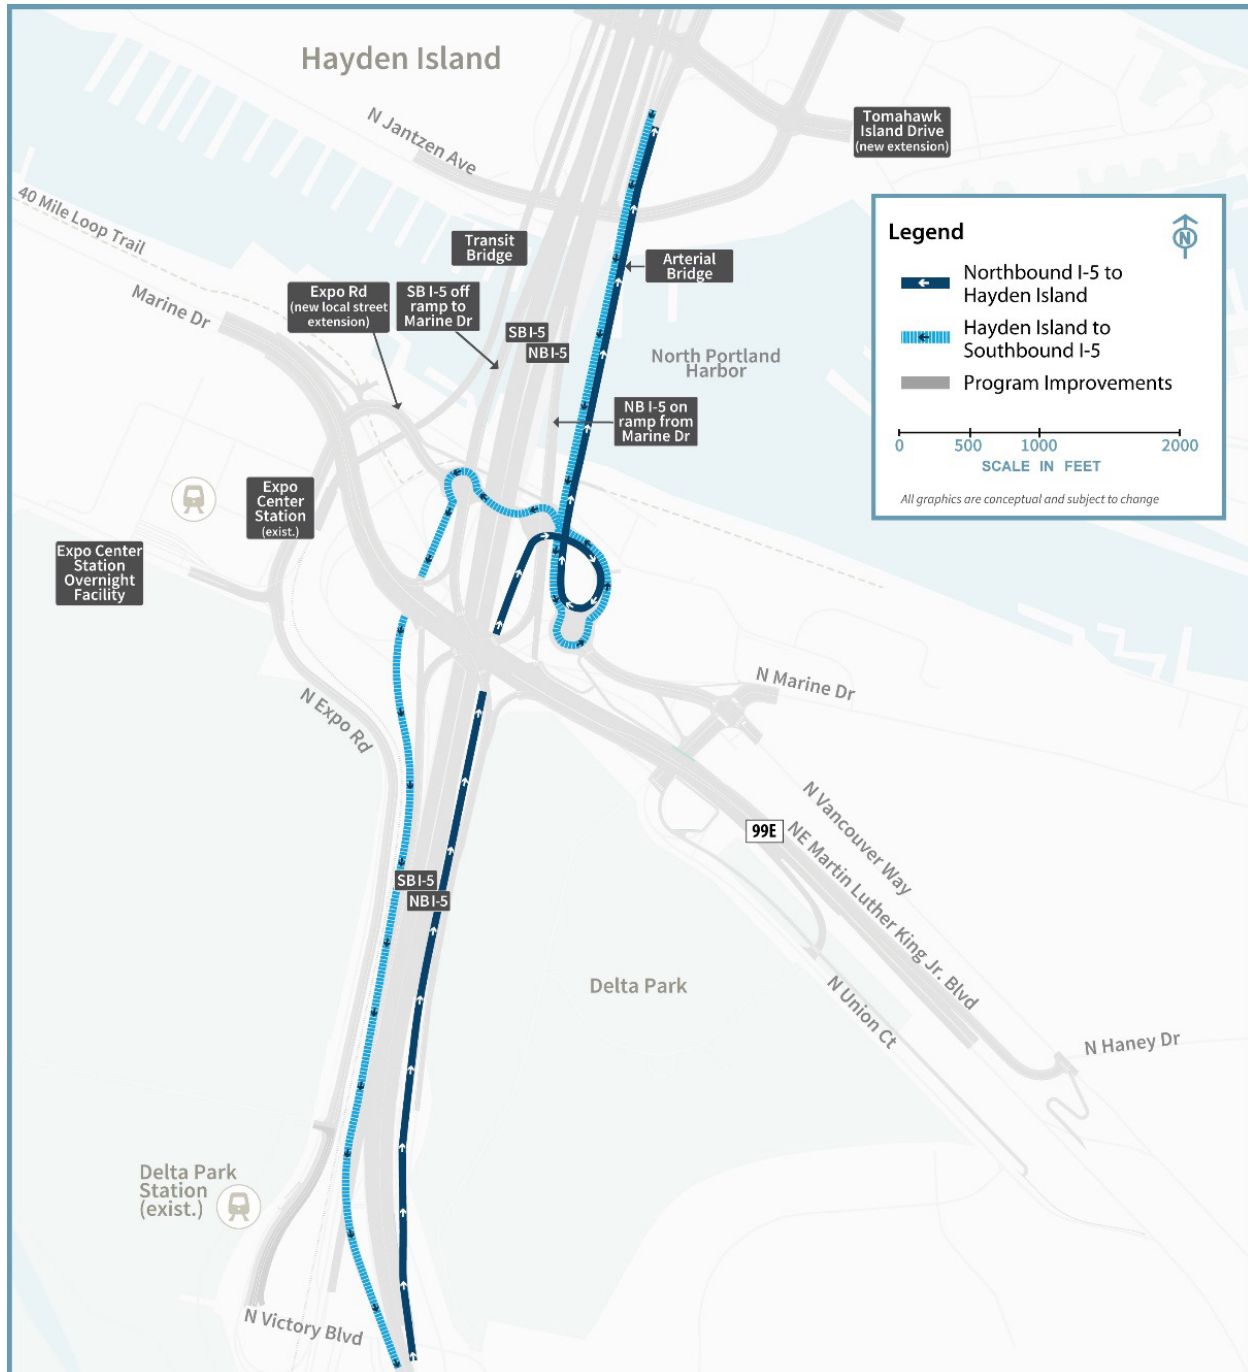 Hayden Island
N Jantzen Ave
Tomahawk
Island Drive
(new extension)
40 Mile Loop Trail
Legend
N
Northbound I-5 to
Hayden Island
Hayden Island to
Southbound I-5
Program Improvements
0 500 1000 2000
SCALE IN FEET
All graphics are conceptual and subject to change
Transit
Bridge
Arterial
Bridge
Marine Dr
Expo Rd
(new local street
extension)
SB I-5 off
ramp to
Marine Dr
SB I-5
NB I-5
North Portland
Harbor
NB I-5 on
ramp from
Marine Dr
Expo
Center
Station
(exist.)
Expo Center
Station
Overnight
Facility
N Marine Dr
N Expo Rd
N Vancouver Way
99E
NE Martin Luther King Jr. Blvd
SB I-5
NB I-5
Delta Park
N Union Ct
N Haney Dr
Delta Park
Station
(exist.)
N Victory Blvd